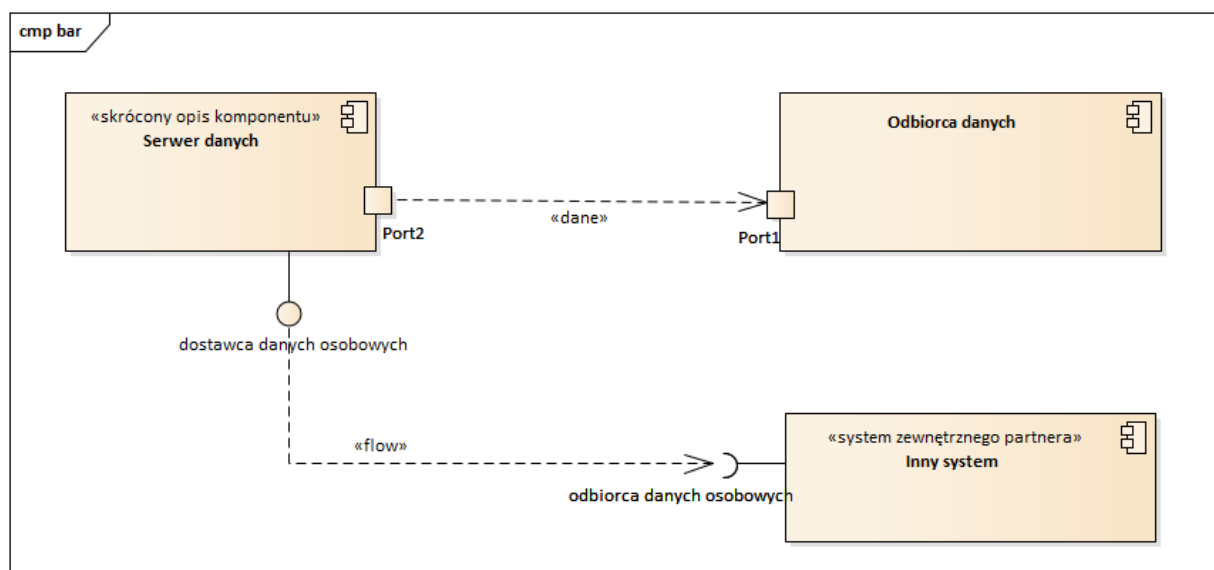 cmp bar
«skrócony opis komponentu»
Serwer danych
Odbiorca danych
«dane»
Port2
Port1
dostawca danych osobowych
«flow»
«system zewnętrznego partnera»
Inny system
odbiorca danych osobowych